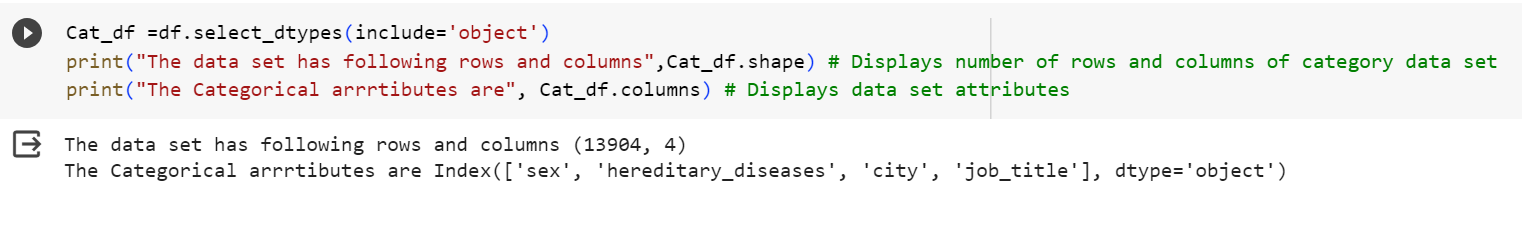 Cat_df =df.select_dtypes(include='object')
print("The data set has following rows and columns",Cat_df.shape) # Displays number of rows and columns of category data set
print("The Categorical arrrtibutes are", Cat_df.columns) # Displays data set attributes
The data set has following rows and columns (13904, 4)
The Categorical arrrtibutes are Index(['sex', 'hereditary_diseases', 'city', 'job_title'], dtype='object')